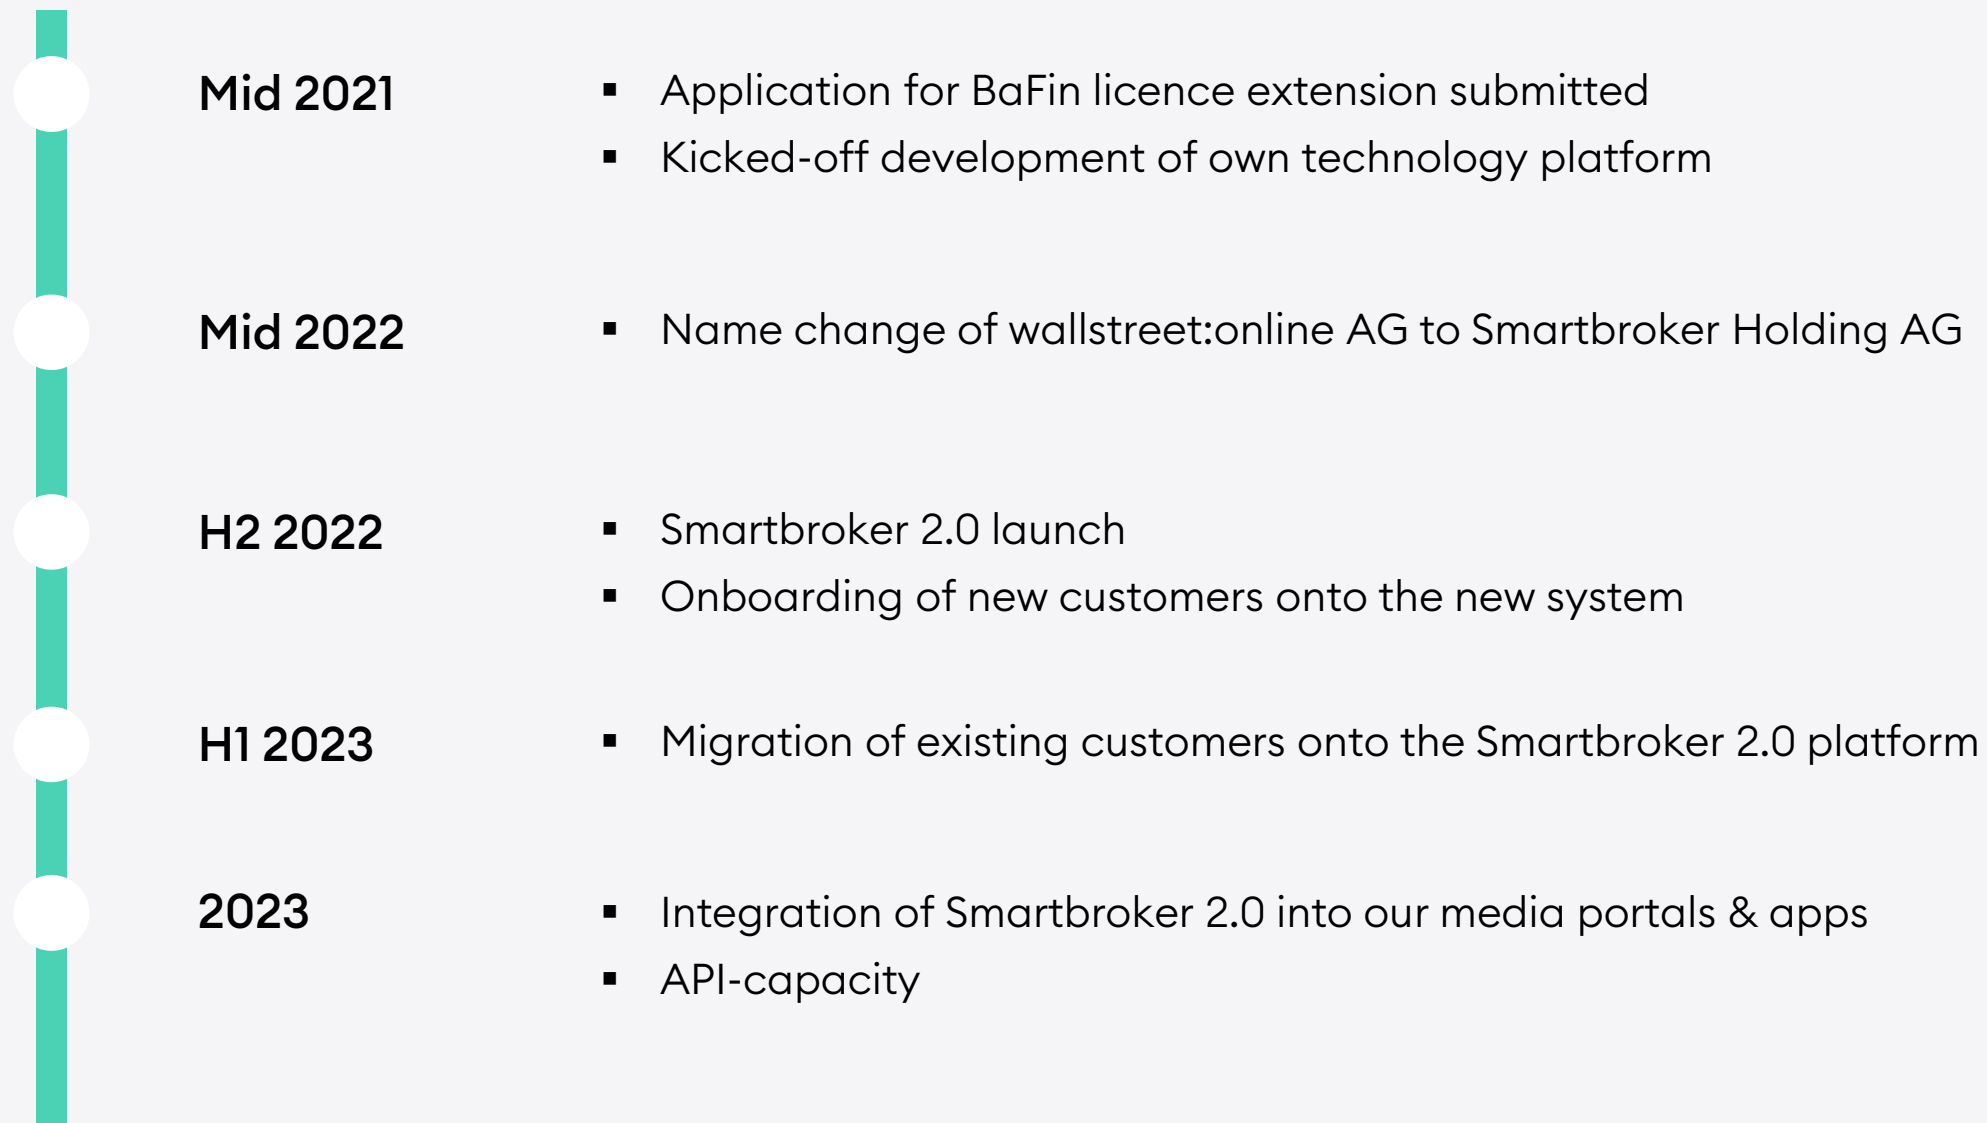 Mid 2021
▪ Application for BaFin licence extension submitted
▪ Kicked-off development of own technology platform
Mid 2022
▪ Name change of wallstreet:online AG to Smartbroker Holding AG
H2 2022
▪ Smartbroker 2.0 launch
▪ Onboarding of new customers onto the new system
H1 2023
▪ Migration of existing customers onto the Smartbroker 2.0 platform
2023
▪ Integration of Smartbroker 2.0 into our media portals & apps
▪ API-capacity